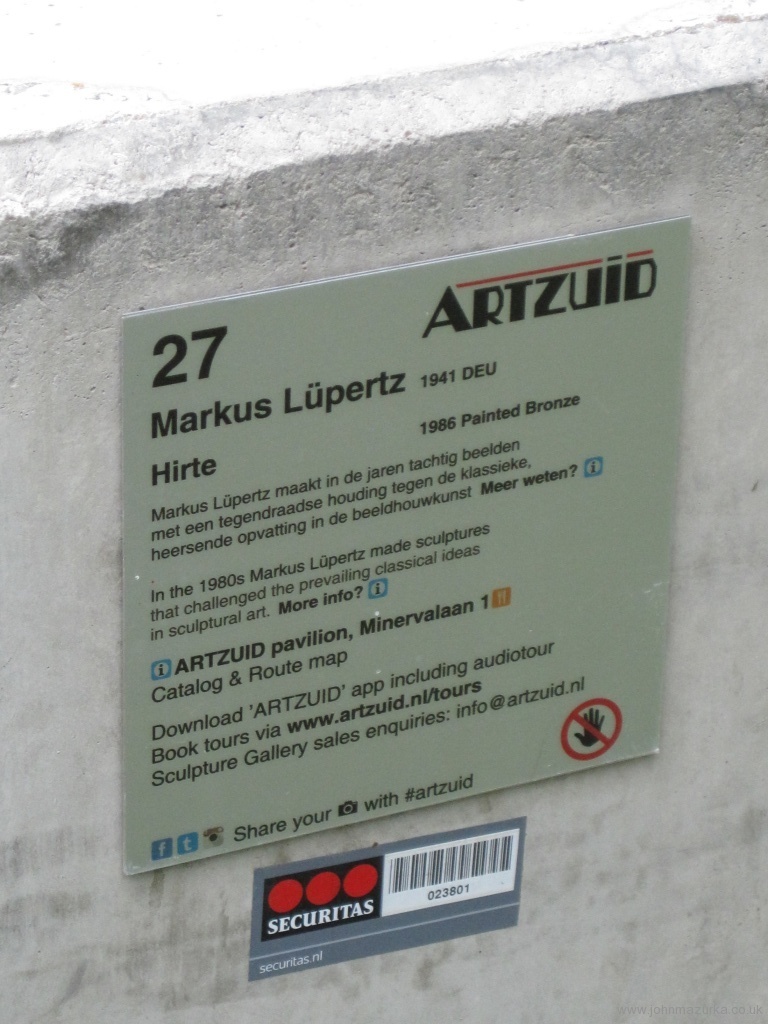 ARTZUID
27
Markus Lüpertz 1941 DEU
Hirte 1986 Painted Bronze
Markus Lüpertz maakt in de jaren tachtig beelden
met een tegendraadse houding tegen de klassieke,
heersende opvatting in de beeldhouwkunst Meer weten? i
In the 1980s Markus Lüpertz made sculptures
that challenged the prevailing classical ideas
in sculptural art. More info? i
i ARTZUID pavilion, Minervalaan 1
Catalog & Route map
Download 'ARTZUID' app including audiotour
Book tours via www.artzuid.nl/tours
Sculpture Gallery sales enquiries: info@artzuid.nl
f t Share your with #artzuid
SECURITAS
023801
securitas.nl
www.johnmazurka.co.uk